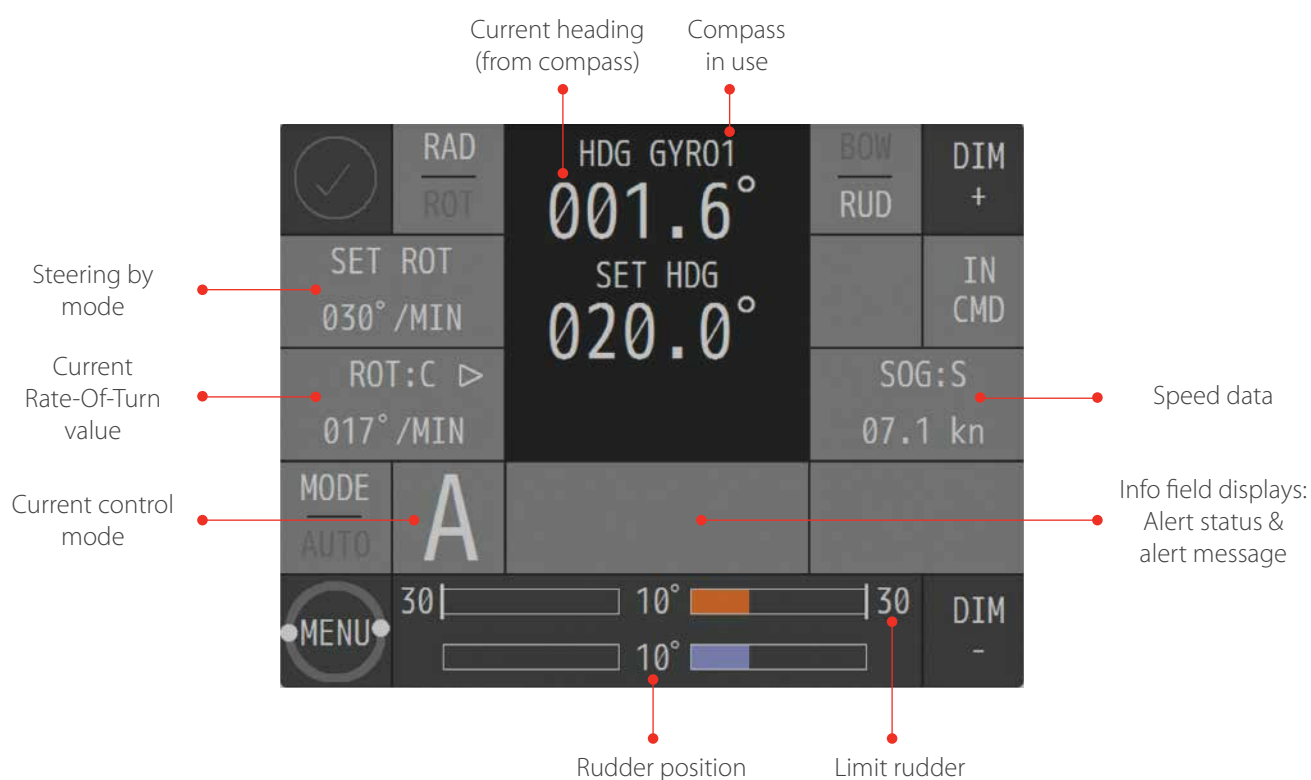 Current heading
(from compass)
Compass
in use
RAD
ROT
HDG GYRO1
001.6°
SET HDG
020.0°
BOW
RUD
DIM
+
Steering by
mode
SET ROT
030°/MIN
IN
CMD
Current
Rate-Of-Turn
value
ROT:C ▷
017°/MIN
SOG:S
07.1 kn
Speed data
Current control
mode
MODE
AUTO
A
Info field displays:
Alert status &
alert message
MENU
30 10° 30
10°
DIM
-
Rudder position
Limit rudder